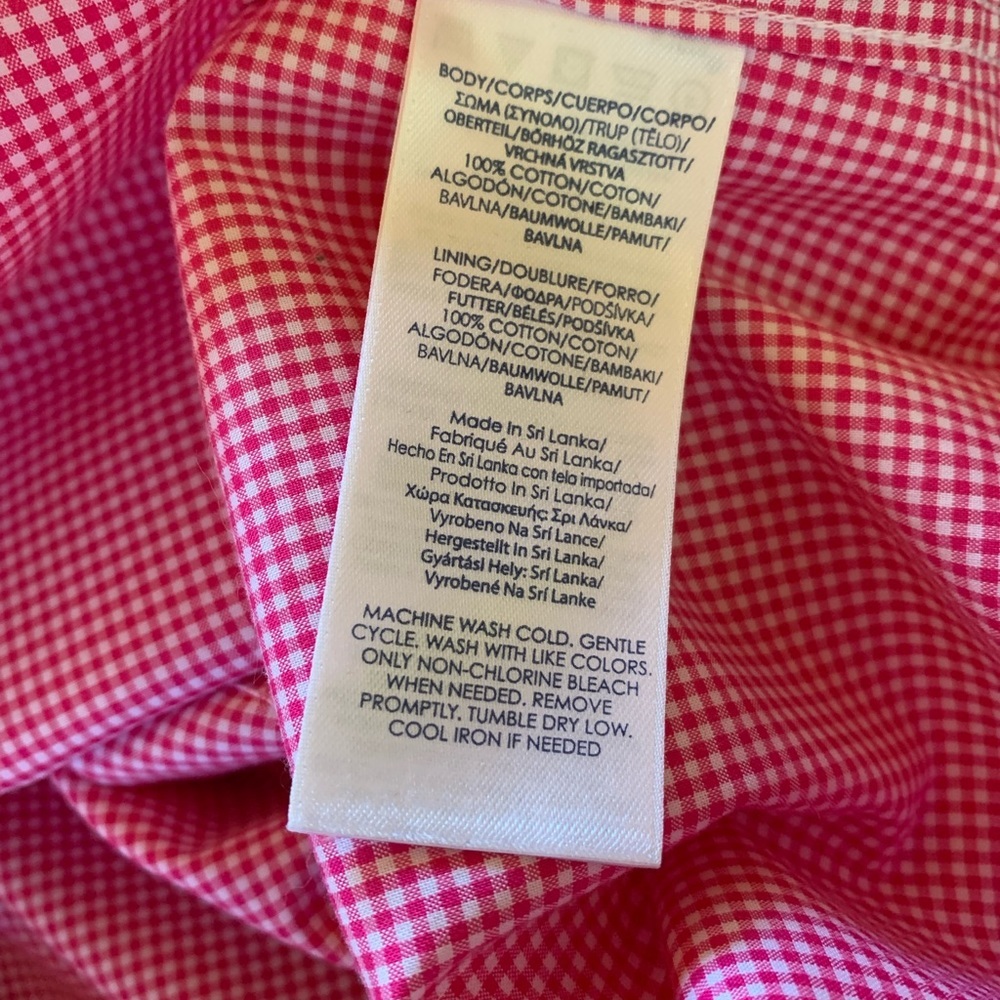 BODY/CORPS/CUERPO/CORPO/
ΣΩΜΑ (ΣΥΝΟΛΟ)/TRUP (TĚLO)/
OBERTEIL/BŐRHÖZ RAGASZTOTT/
VRCHNÁ VRSTVA
100% COTTON/COTON/
ALGODÓN/COTONE/BAMBAKI/
BAVLNA/BAUMWOLLE/PAMUT/
BAVLNA
LINING/DOUBLURE/FORRO/
FODERA/ΦΟΔΡΑ/PODŠÍVKA/
FUTTER/BÉLÉS/PODŠÍVKA
100% COTTON/COTON/
ALGODÓN/COTONE/BAMBAKI/
BAVLNA/BAUMWOLLE/PAMUT/
BAVLNA
Made In Sri Lanka/
Fabriqué Au Sri Lanka/
Hecho En Sri Lanka con tela importada/
Prodotto In Sri Lanka/
Χώρα Κατασκευής: Σρι Λάνκα/
Vyrobeno Na Srí Lance/
Hergestellt In Sri Lanka/
Gyártási Hely: Srí Lanka/
Vyrobené Na Srí Lanke
MACHINE WASH COLD. GENTLE
CYCLE. WASH WITH LIKE COLORS.
ONLY NON-CHLORINE BLEACH
WHEN NEEDED. REMOVE
PROMPTLY. TUMBLE DRY LOW.
COOL IRON IF NEEDED